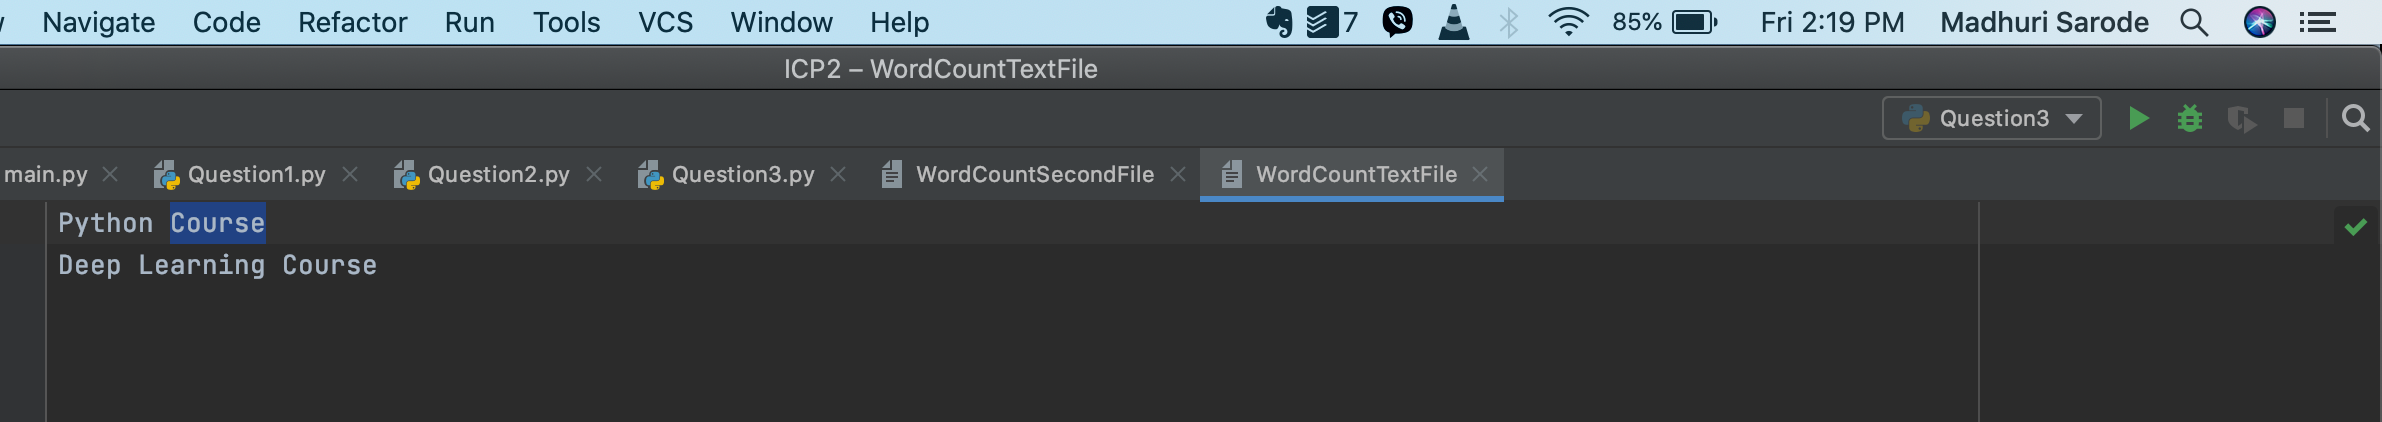 Navigate Code Refactor Run Tools VCS Window Help 7 85% Fri 2:19 PM Madhuri Sarode
ICP2 – WordCountTextFile
Question3
main.py Question1.py Question2.py Question3.py WordCountSecondFile WordCountTextFile
Python Course
Deep Learning Course